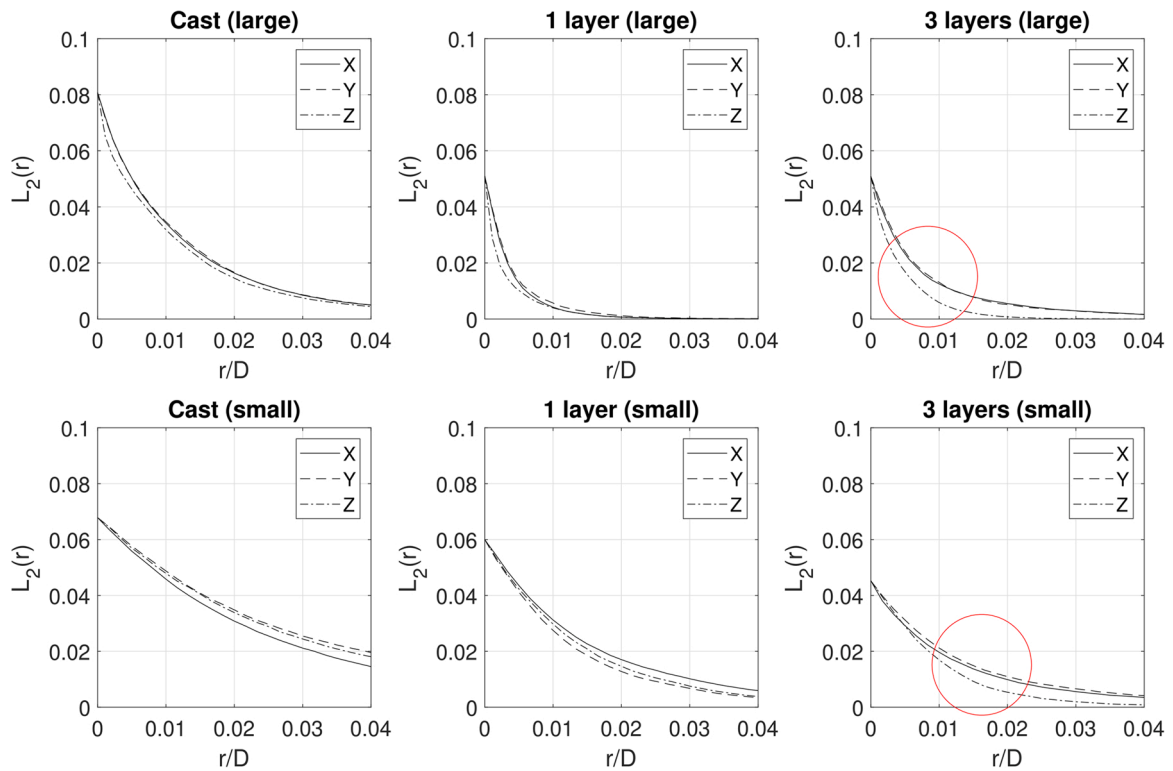 Cast (large)
0.1
0.08
0.06
0.04
0.02
0
L2(r)
0 0.01 0.02 0.03 0.04
r/D
X
Y
Z
1 layer (large)
0.1
0.08
0.06
0.04
0.02
0
L2(r)
0 0.01 0.02 0.03 0.04
r/D
X
Y
Z
3 layers (large)
0.1
0.08
0.06
0.04
0.02
0
L2(r)
0 0.01 0.02 0.03 0.04
r/D
X
Y
Z
Cast (small)
0.1
0.08
0.06
0.04
0.02
0
L2(r)
0 0.01 0.02 0.03 0.04
r/D
X
Y
Z
1 layer (small)
0.1
0.08
0.06
0.04
0.02
0
L2(r)
0 0.01 0.02 0.03 0.04
r/D
X
Y
Z
3 layers (small)
0.1
0.08
0.06
0.04
0.02
0
L2(r)
0 0.01 0.02 0.03 0.04
r/D
X
Y
Z